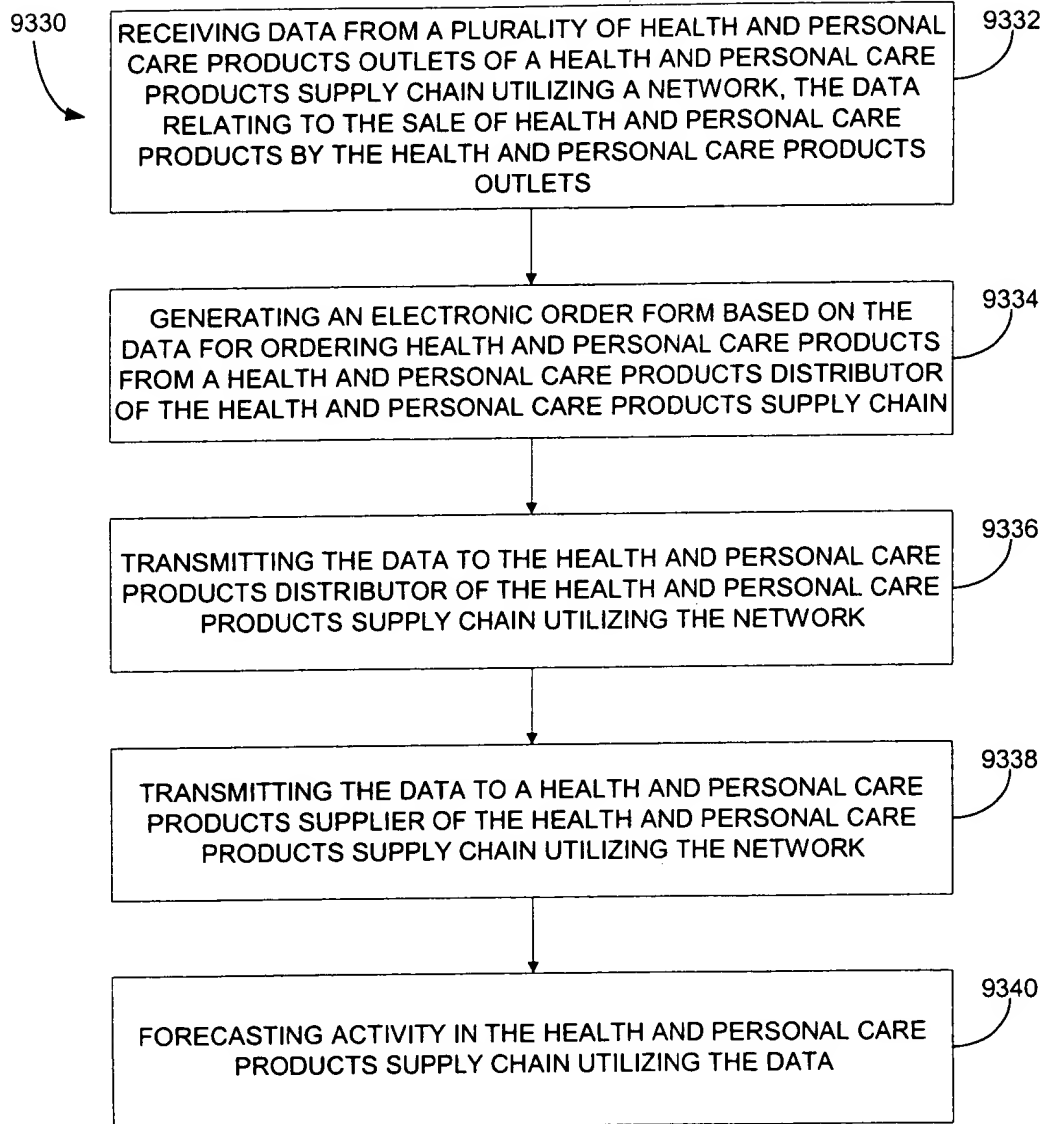 9330
RECEIVING DATA FROM A PLURALITY OF HEALTH AND PERSONAL
CARE PRODUCTS OUTLETS OF A HEALTH AND PERSONAL CARE
PRODUCTS SUPPLY CHAIN UTILIZING A NETWORK, THE DATA
RELATING TO THE SALE OF HEALTH AND PERSONAL CARE
PRODUCTS BY THE HEALTH AND PERSONAL CARE PRODUCTS
OUTLETS
9332
GENERATING AN ELECTRONIC ORDER FORM BASED ON THE
DATA FOR ORDERING HEALTH AND PERSONAL CARE PRODUCTS
FROM A HEALTH AND PERSONAL CARE PRODUCTS DISTRIBUTOR
OF THE HEALTH AND PERSONAL CARE PRODUCTS SUPPLY CHAIN
9334
TRANSMITTING THE DATA TO THE HEALTH AND PERSONAL CARE
PRODUCTS DISTRIBUTOR OF THE HEALTH AND PERSONAL CARE
PRODUCTS SUPPLY CHAIN UTILIZING THE NETWORK
9336
TRANSMITTING THE DATA TO A HEALTH AND PERSONAL CARE
PRODUCTS SUPPLIER OF THE HEALTH AND PERSONAL CARE
PRODUCTS SUPPLY CHAIN UTILIZING THE NETWORK
9338
FORECASTING ACTIVITY IN THE HEALTH AND PERSONAL CARE
PRODUCTS SUPPLY CHAIN UTILIZING THE DATA
9340